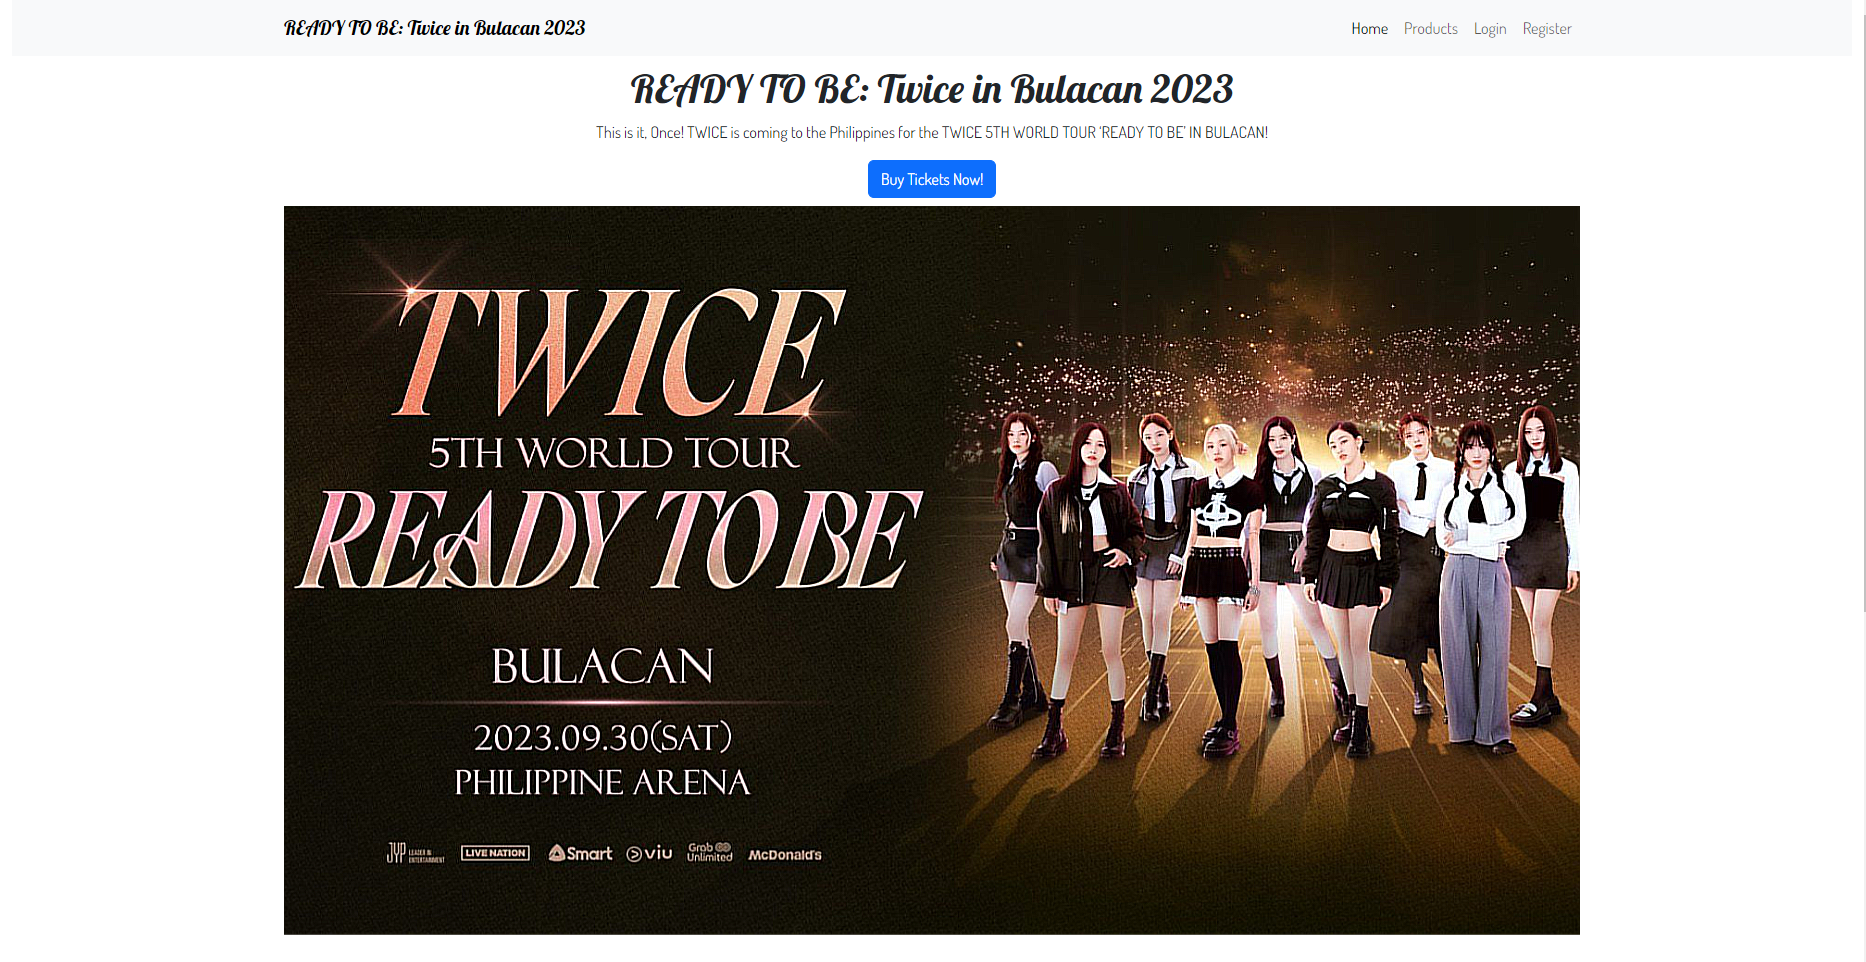 READY TO BE: Twice in Bulacan 2023
Home Products Login Register
READY TO BE: Twice in Bulacan 2023
This is it, Once! TWICE is coming to the Philippines for the TWICE 5TH WORLD TOUR 'READY TO BE' IN BULACAN!
Buy Tickets Now!
TWICE
5TH WORLD TOUR
READY TO BE
BULACAN
2023.09.30(SAT)
PHILIPPINE ARENA
JYP LEADER IN ENTERTAINMENT LIVE NATION Smart viu Grab Unlimited McDonald's